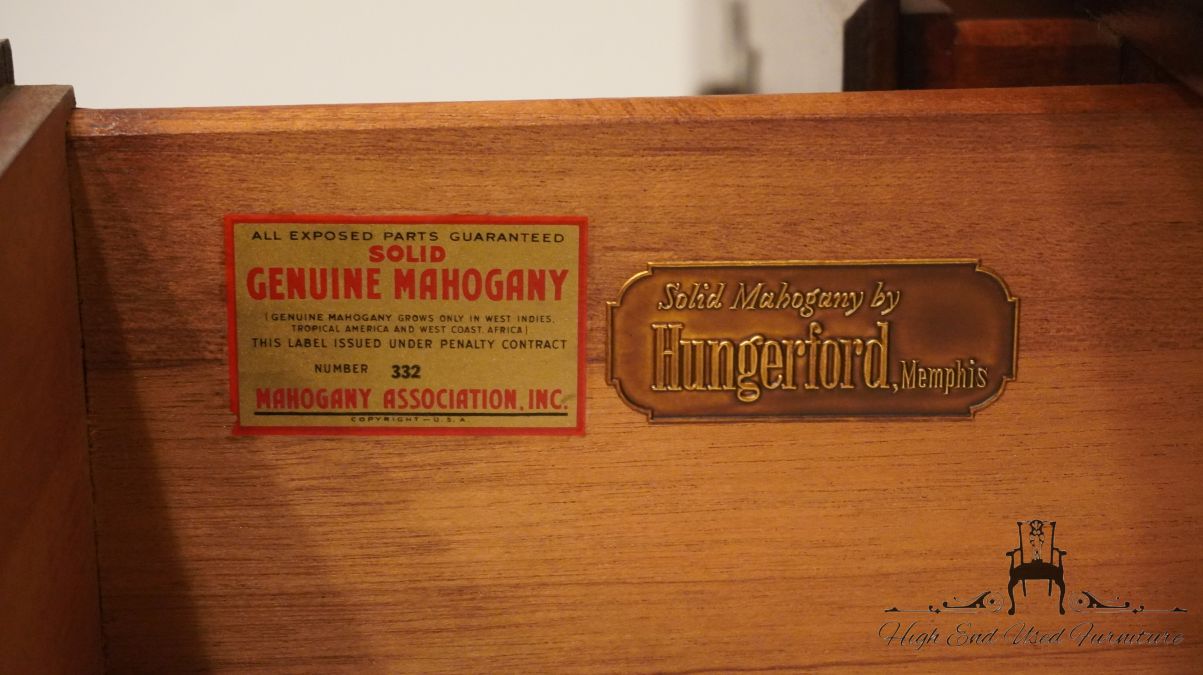 ALL EXPOSED PARTS GUARANTEED
SOLID
GENUINE MAHOGANY
(GENUINE MAHOGANY GROWS ONLY IN WEST INDIES,
TROPICAL AMERICA AND WEST COAST, AFRICA)
THIS LABEL ISSUED UNDER PENALTY CONTRACT
NUMBER 332
MAHOGANY ASSOCIATION, INC.
COPYRIGHT—U.S.A.
Solid Mahogany by
Hungerford, Memphis
High End Used Furniture